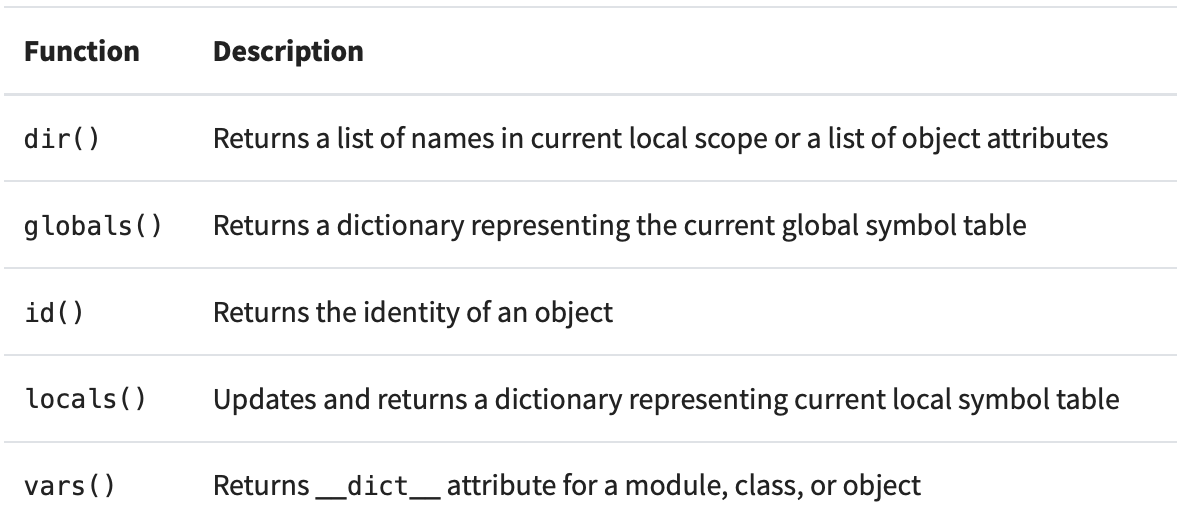 Function Description
dir() Returns a list of names in current local scope or a list of object attributes
globals() Returns a dictionary representing the current global symbol table
id() Returns the identity of an object
locals() Updates and returns a dictionary representing current local symbol table
vars() Returns __dict__ attribute for a module, class, or object